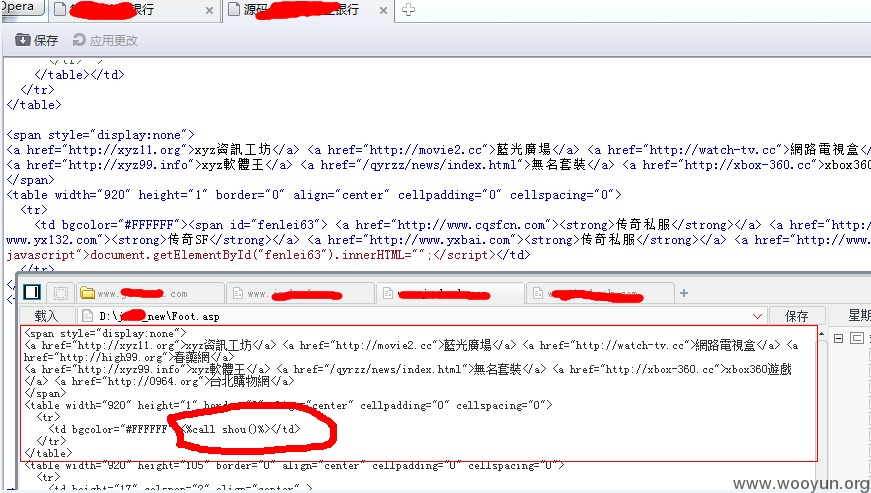 Opera
银行
源码
银行
保存
应用更改
</tr>
</table></td>
</tr>
</table>
<span style="display:none">
<a href="http://xyz11.org">xyz資訊工坊</a> <a href="http://movie2.cc">藍光廣場</a> <a href="http://watch-tv.cc">網路電視盒</a>
<a href="http://xyz99.info">xyz軟體王</a> <a href="/qyrzz/news/index.html">無名套裝</a> <a href="http://xbox-360.cc">xbox360
</span>
<table width="920" height="1" border="0" align="center" cellpadding="0" cellspacing="0">
<tr>
<td bgcolor="#FFFFFF"><span id="fenlei63"> <a href="http://www.cqsfcn.com"><strong>传奇私服</strong></a> <a href="http://
www.yx132.com"><strong>传奇SF</strong></a> <a href="http://www.yxbai.com"><strong>传奇私服</strong></a> <a href="http://www.
javascript">document.getElementById("fenlei63").innerHTML="";</script></td>
</tr>
www.
.com
www.
载入
D:\j
_new\Foot.asp
保存
星期
<span style="display:none">
<a href="http://xyz11.org">xyz資訊工坊</a> <a href="http://movie2.cc">藍光廣場</a> <a href="http://watch-tv.cc">網路電視盒</a> <a
href="http://high99.org">春藥網</a>
<a href="http://xyz99.info">xyz軟體王</a> <a href="/qyrzz/news/index.html">無名套裝</a> <a href="http://xbox-360.cc">xbox360遊戲
</a> <a href="http://0964.org">台北購物網</a>
</span>
<table width="920" height="1" border="0" align="center" cellpadding="0" cellspacing="0">
<tr>
<td bgcolor="#FFFFFF"><%call shou()%></td>
</tr>
</table>
<table width="920" height="105" border="0" align="center" cellpadding="0" cellspacing="0">
<tr>
<td height="17" colspan="2" align="center">
www.wooyun.org